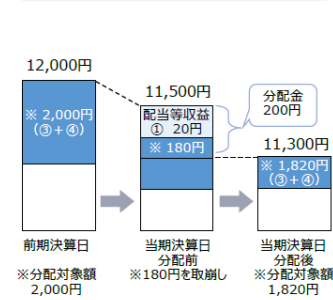 12,000円
※ 2,000円
(③+④)
前期決算日
※分配対象額
2,000円
11,500円
配当等収益
① 20円
※ 180円
分配金
200円
当期決算日
分配前
※180円を取崩し
11,300円
※ 1,820円
(③+④)
当期決算日
分配後
※分配対象額
1,820円